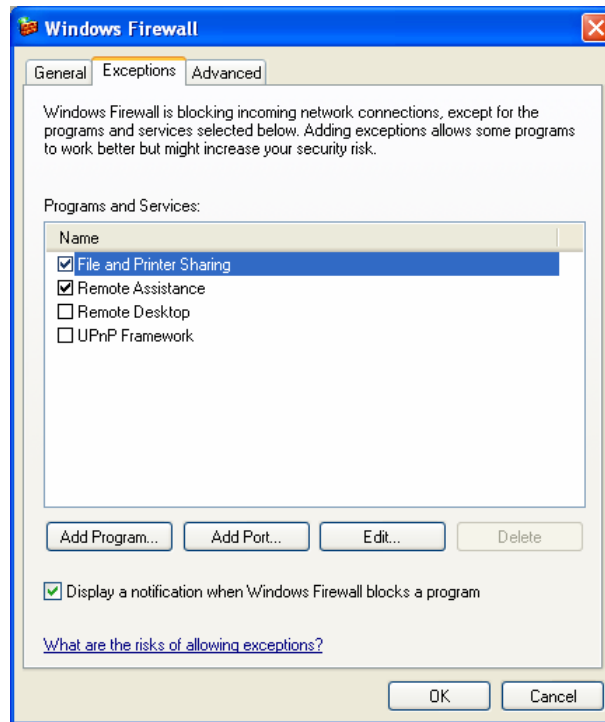 Windows Firewall
General Exceptions Advanced
Windows Firewall is blocking incoming network connections, except for the
programs and services selected below. Adding exceptions allows some programs
to work better but might increase your security risk.
Programs and Services:
Name
File and Printer Sharing
Remote Assistance
Remote Desktop
UPnP Framework
Add Program... Add Port... Edit... Delete
Display a notification when Windows Firewall blocks a program
What are the risks of allowing exceptions?
OK Cancel